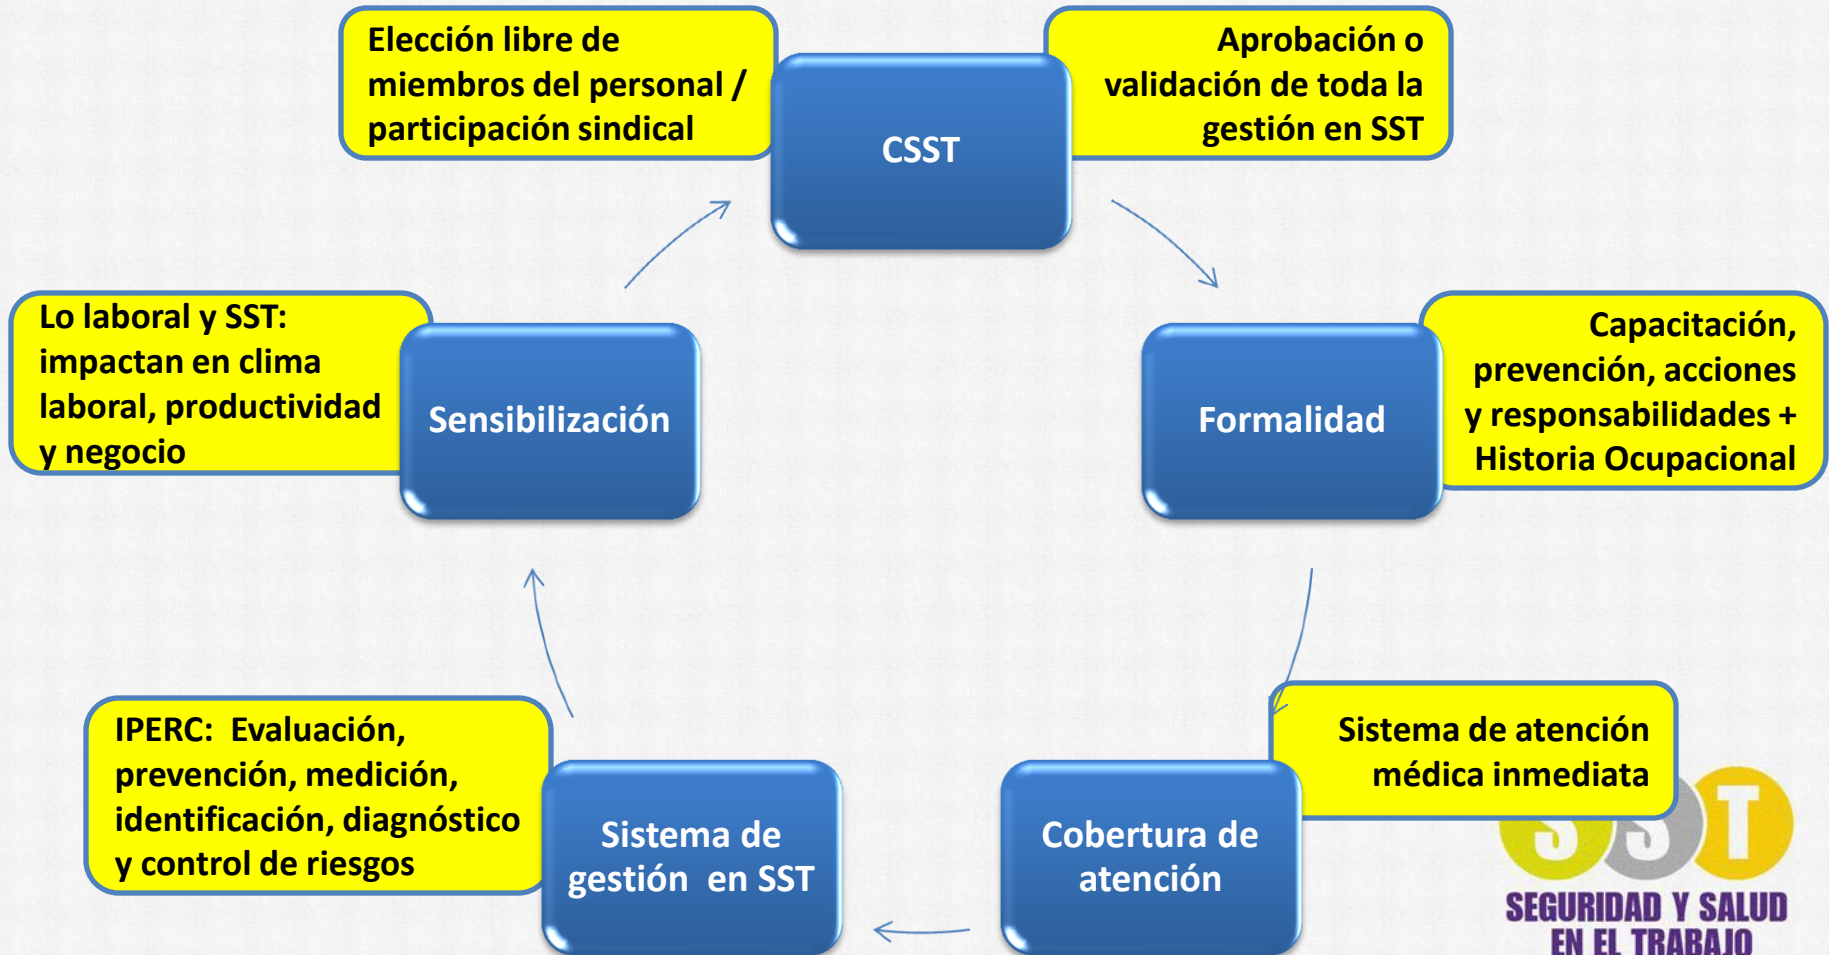 Elección libre de
miembros del personal /
participación sindical
CSST
Aprobación o
validación de toda la
gestión en SST
Lo laboral y SST:
impactan en clima
laboral, productividad
y negocio
Sensibilización
Formalidad
Capacitación,
prevención, acciones
y responsabilidades +
Historia Ocupacional
IPERC:  Evaluación,
prevención, medición,
identificación, diagnóstico
y control de riesgos
Sistema de
gestión  en SST
Cobertura de
atención
Sistema de atención
médica inmediata
SST
SEGURIDAD Y SALUD
EN EL TRABAJO